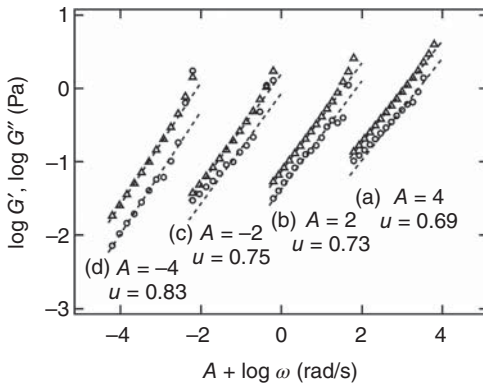 log G′, log G″ (Pa)
1
0
−1
−2
−3
(a) A = 4
u = 0.69
(b) A = 2
u = 0.73
(c) A = −2
u = 0.75
(d) A = −4
u = 0.83
−4 −2 0 2 4
A + log ω (rad/s)